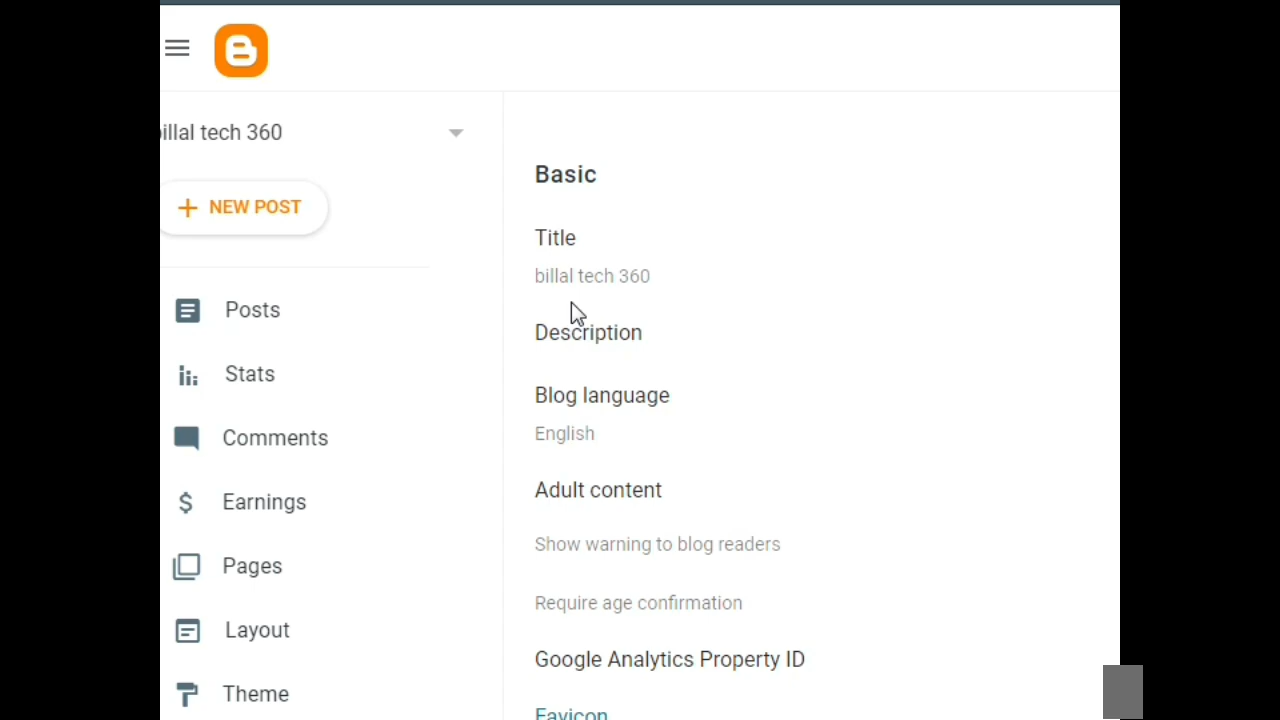 illal tech 360
NEW POST
Posts
Stats
Comments
Earnings
Pages
Layout
Theme
Basic
Title
billal tech 360
Description
Blog language
English
Adult content
Show warning to blog readers
Require age confirmation
Google Analytics Property ID
Favicon